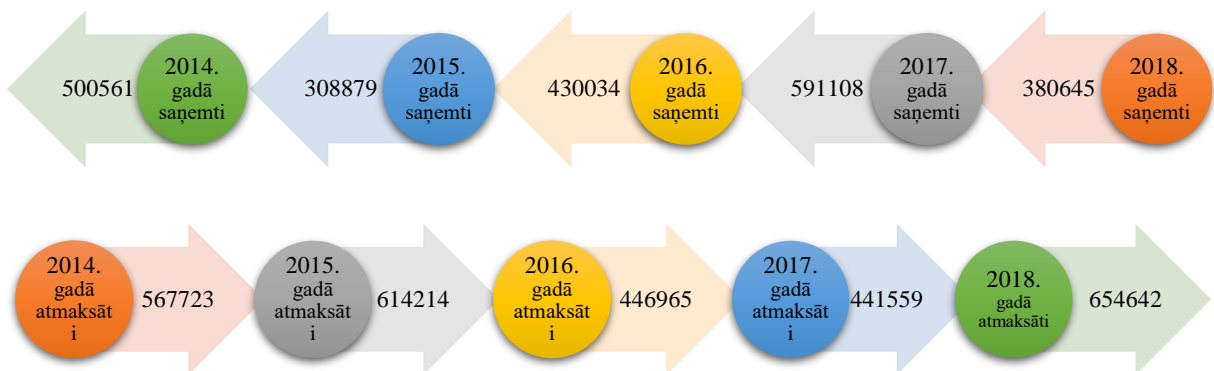 500561
2014.
gadā
saņemti
308879
2015.
gadā
saņemti
430034
2016.
gadā
saņemti
591108
2017.
gadā
saņemti
380645
2018.
gadā
saņemti
2014.
gadā
atmaksāt
i
567723
2015.
gadā
atmaksāt
i
614214
2016.
gadā
atmaksāt
i
446965
2017.
gadā
atmaksāt
i
441559
2018.
gadā
atmaksāti
654642